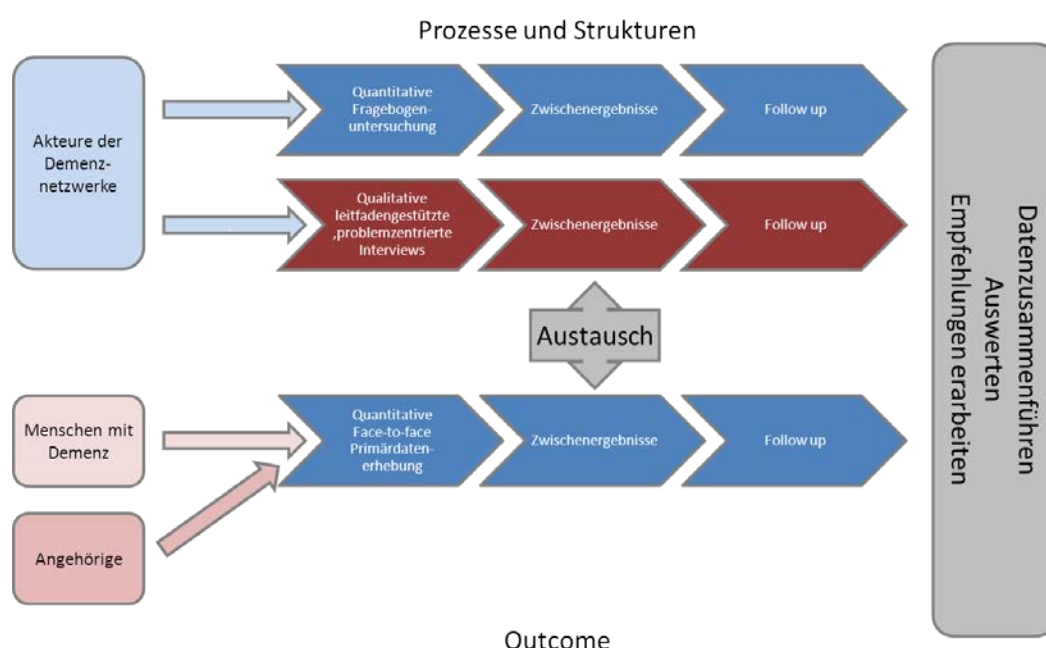 Prozesse und Strukturen
Akteure der
Demenz-
netzwerke
Quantitative
Fragebogen-
untersuchung
Zwischenergebnisse
Follow up
Qualitative
leitfadengestützte
,problemzentrierte
Interviews
Zwischenergebnisse
Follow up
Austausch
Menschen mit
Demenz
Angehörige
Quantitative
Face-to-face
Primärdaten-
erhebung
Zwischenergebnisse
Follow up
Datenzusammenführen
Auswerten
Empfehlungen erarbeiten
Outcome